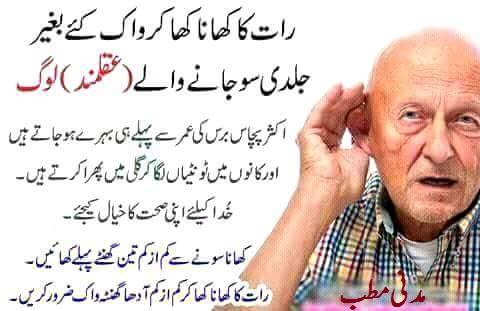 رات کا کھانا کھا کر واک کئے بغیر
جلدی سو جانے والے (عقلمند) لوگ
اکثر پچاس برس کی عمر سے پہلے ہی بہرے ہو جاتے ہیں
اور کانوں میں ٹونٹیاں لگا کر گلی میں پھرا کرتے ہیں۔
خُدا کیلئے اپنی صحت کا خیال کیجئے۔
کھانا سونے سے کم از کم تین گھنٹے پہلے کھائیں۔
رات کا کھانا کھا کر کم از کم آدھا گھنٹہ واک ضرور کریں۔
مدنی مطب